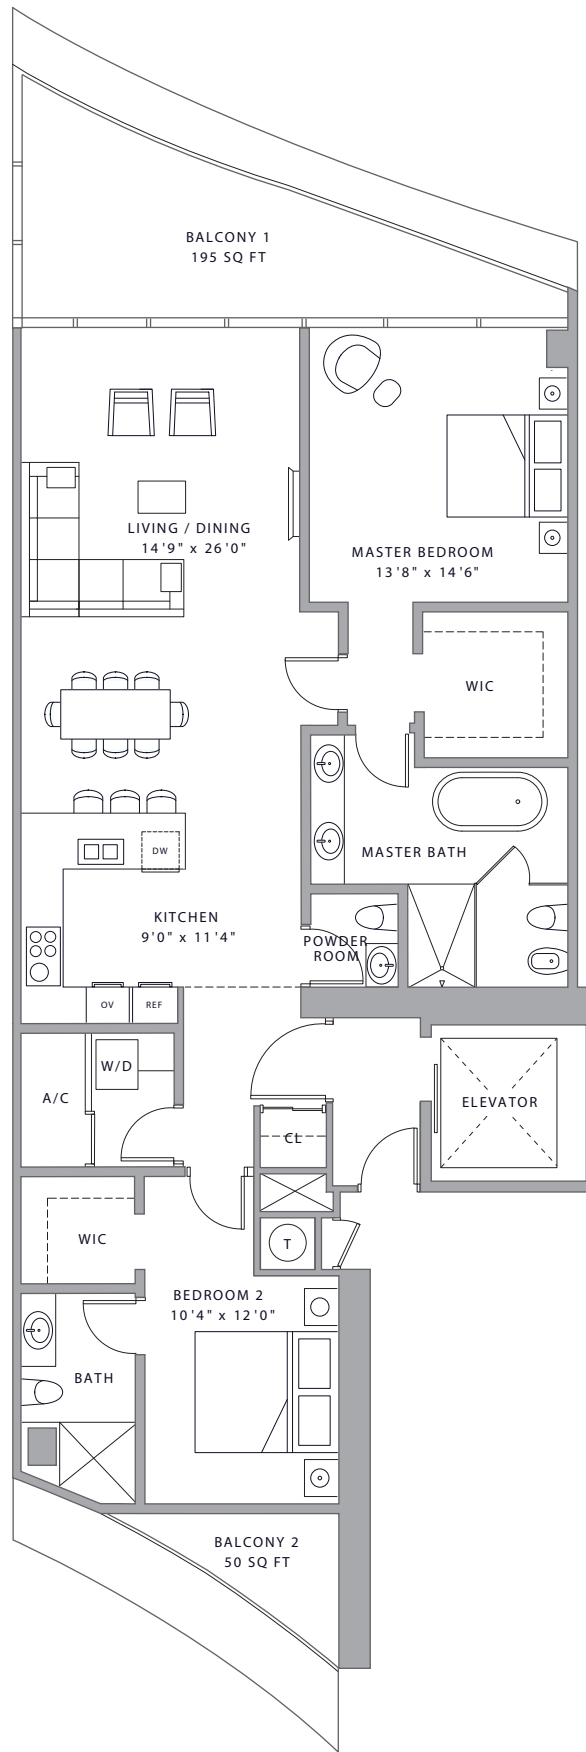 BALCONY 1
195 SQ FT
LIVING / DINING
14'9" x 26'0"
MASTER BEDROOM
13'8" x 14'6"
WIC
DW
MASTER BATH
KITCHEN
9'0" x 11'4"
POWDER
ROOM
OV
REF
W/D
A/C
ELEVATOR
CL
WIC
T
BEDROOM 2
10'4" x 12'0"
BATH
BALCONY 2
50 SQ FT